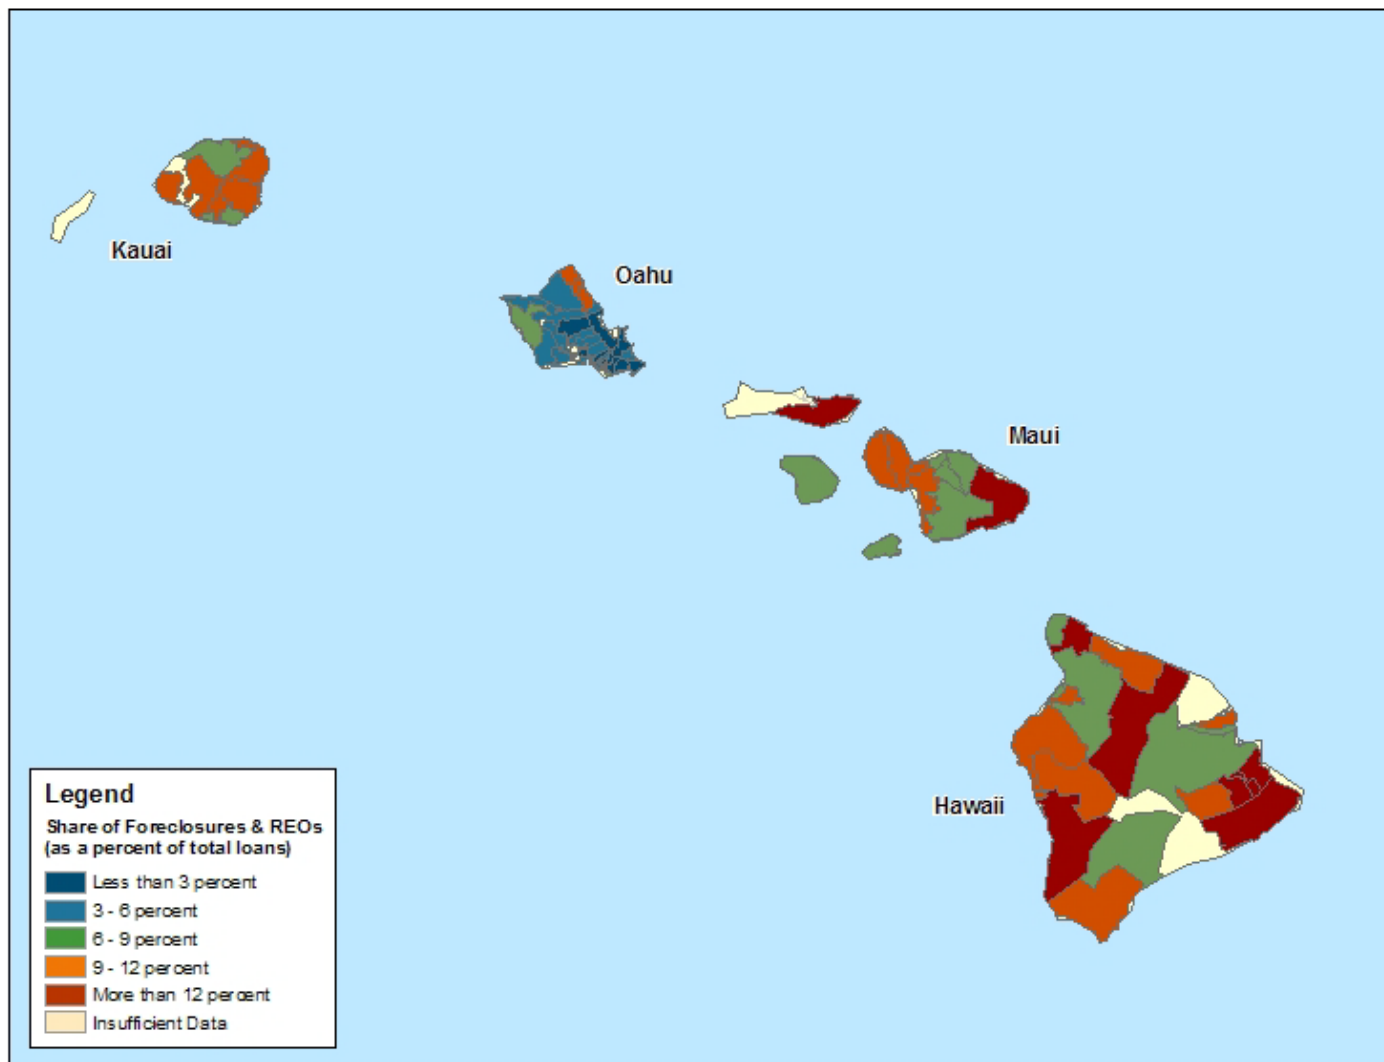 Kauai
Oahu
Maui
Hawaii
Legend
Share of Foreclosures & REOs
(as a percent of total loans)
Less than 3 percent
3 - 6 percent
6 - 9 percent
9 - 12 percent
More than 12 percent
Insufficient Data